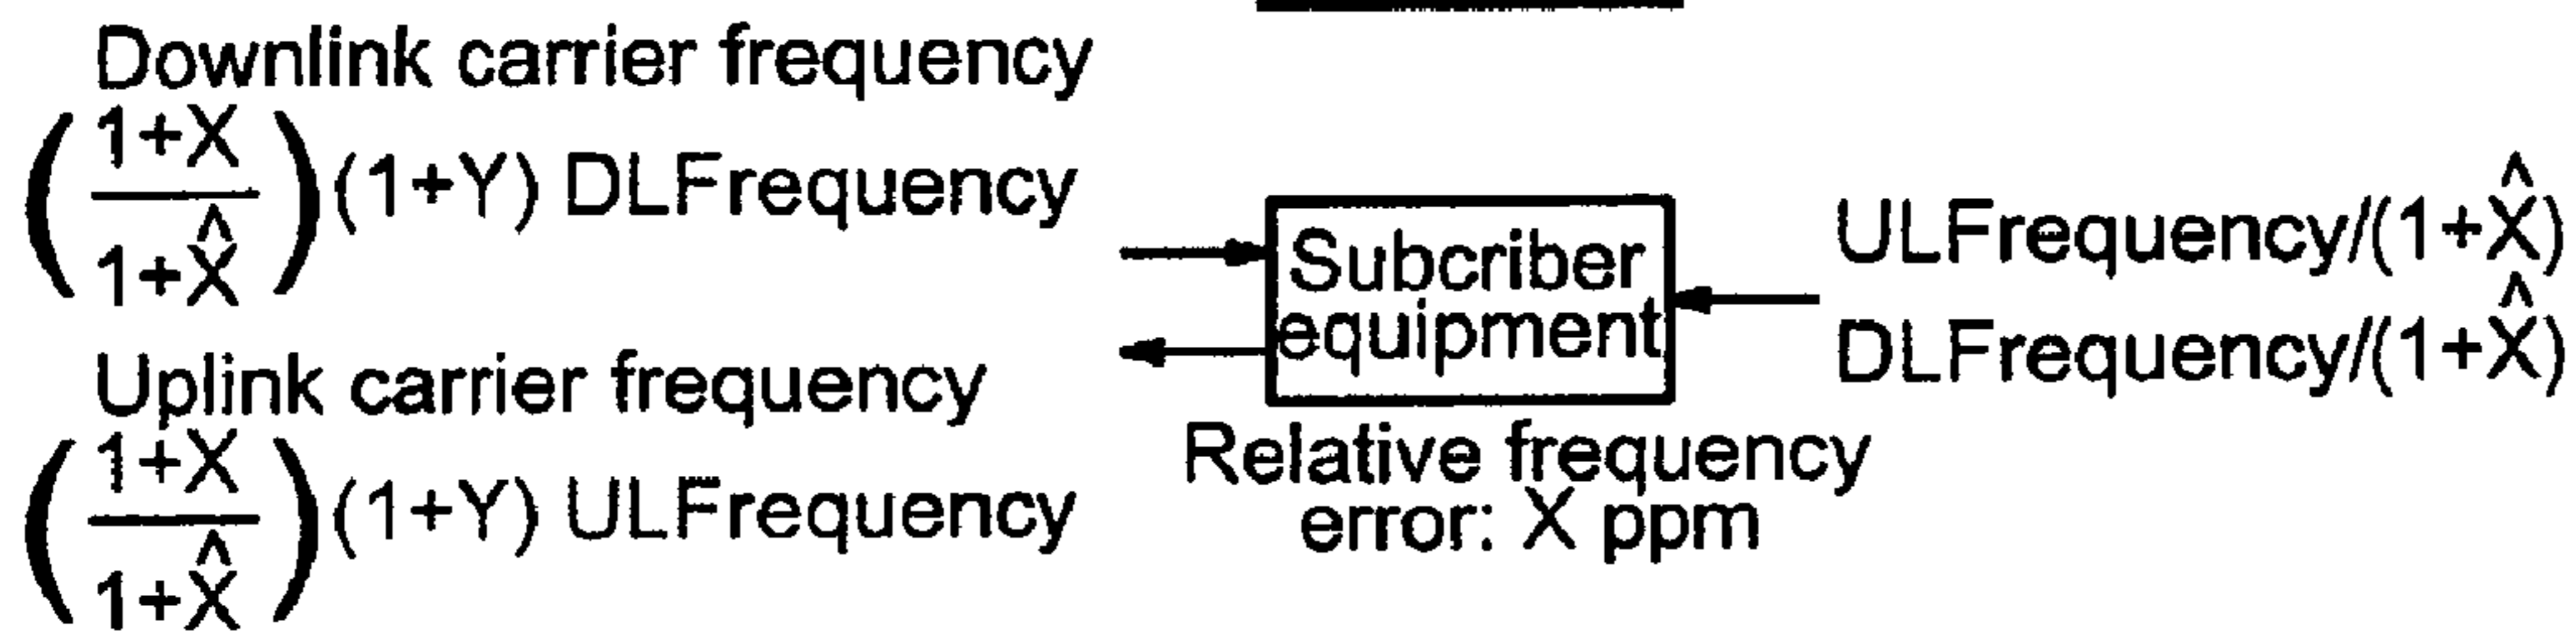 Downlink carrier frequency
(1+X / 1+X̂) (1+Y) DLFrequency
Uplink carrier frequency
(1+X / 1+X̂) (1+Y) ULFrequency
Subcriber
equipment
Relative frequency
error: X ppm
ULFrequency/(1+X̂)
DLFrequency/(1+X̂)